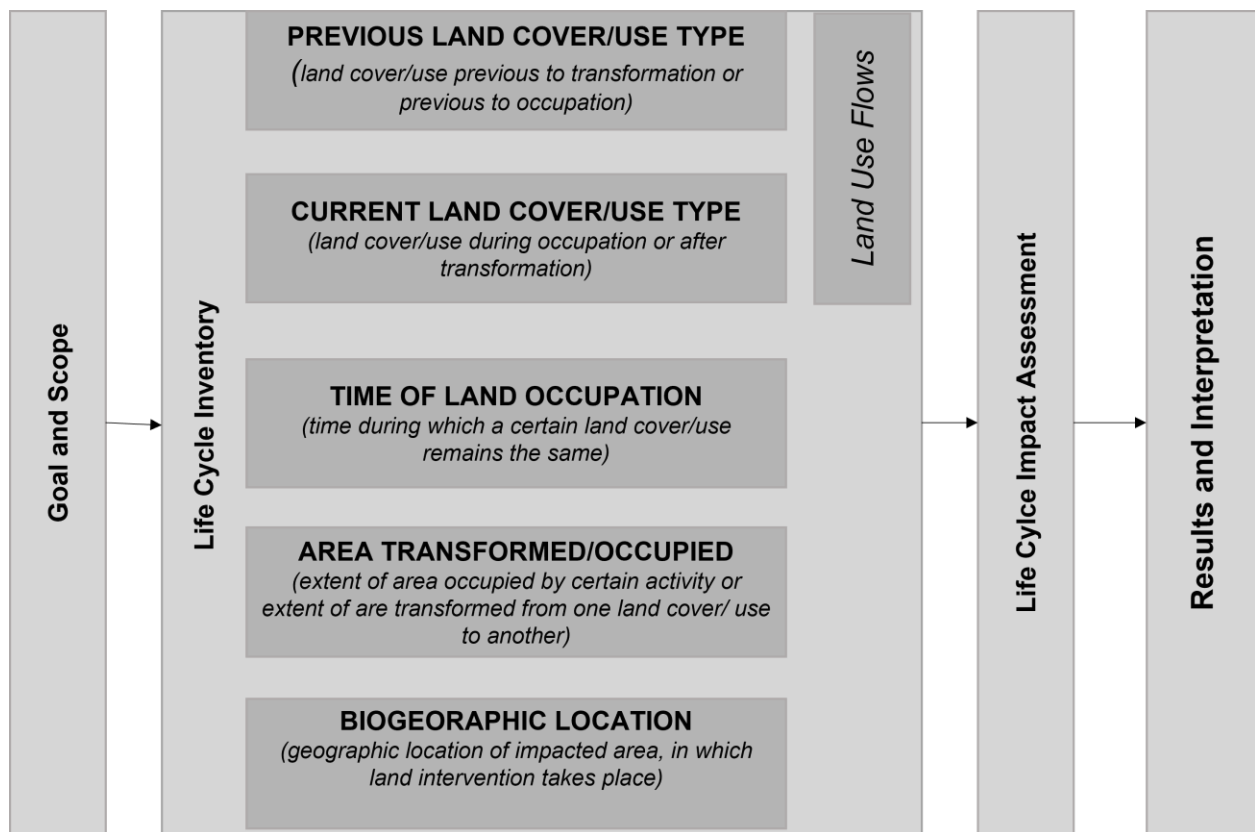 Goal and Scope
Life Cycle Inventory
PREVIOUS LAND COVER/USE TYPE
(land cover/use previous to transformation or
previous to occupation)
CURRENT LAND COVER/USE TYPE
(land cover/use during occupation or after
transformation)
TIME OF LAND OCCUPATION
(time during which a certain land cover/use
remains the same)
AREA TRANSFORMED/OCCUPIED
(extent of area occupied by certain activity or
extent of are transformed from one land cover/ use
to another)
BIOGEOGRAPHIC LOCATION
(geographic location of impacted area, in which
land intervention takes place)
Land Use Flows
Life Cylce Impact Assessment
Results and Interpretation